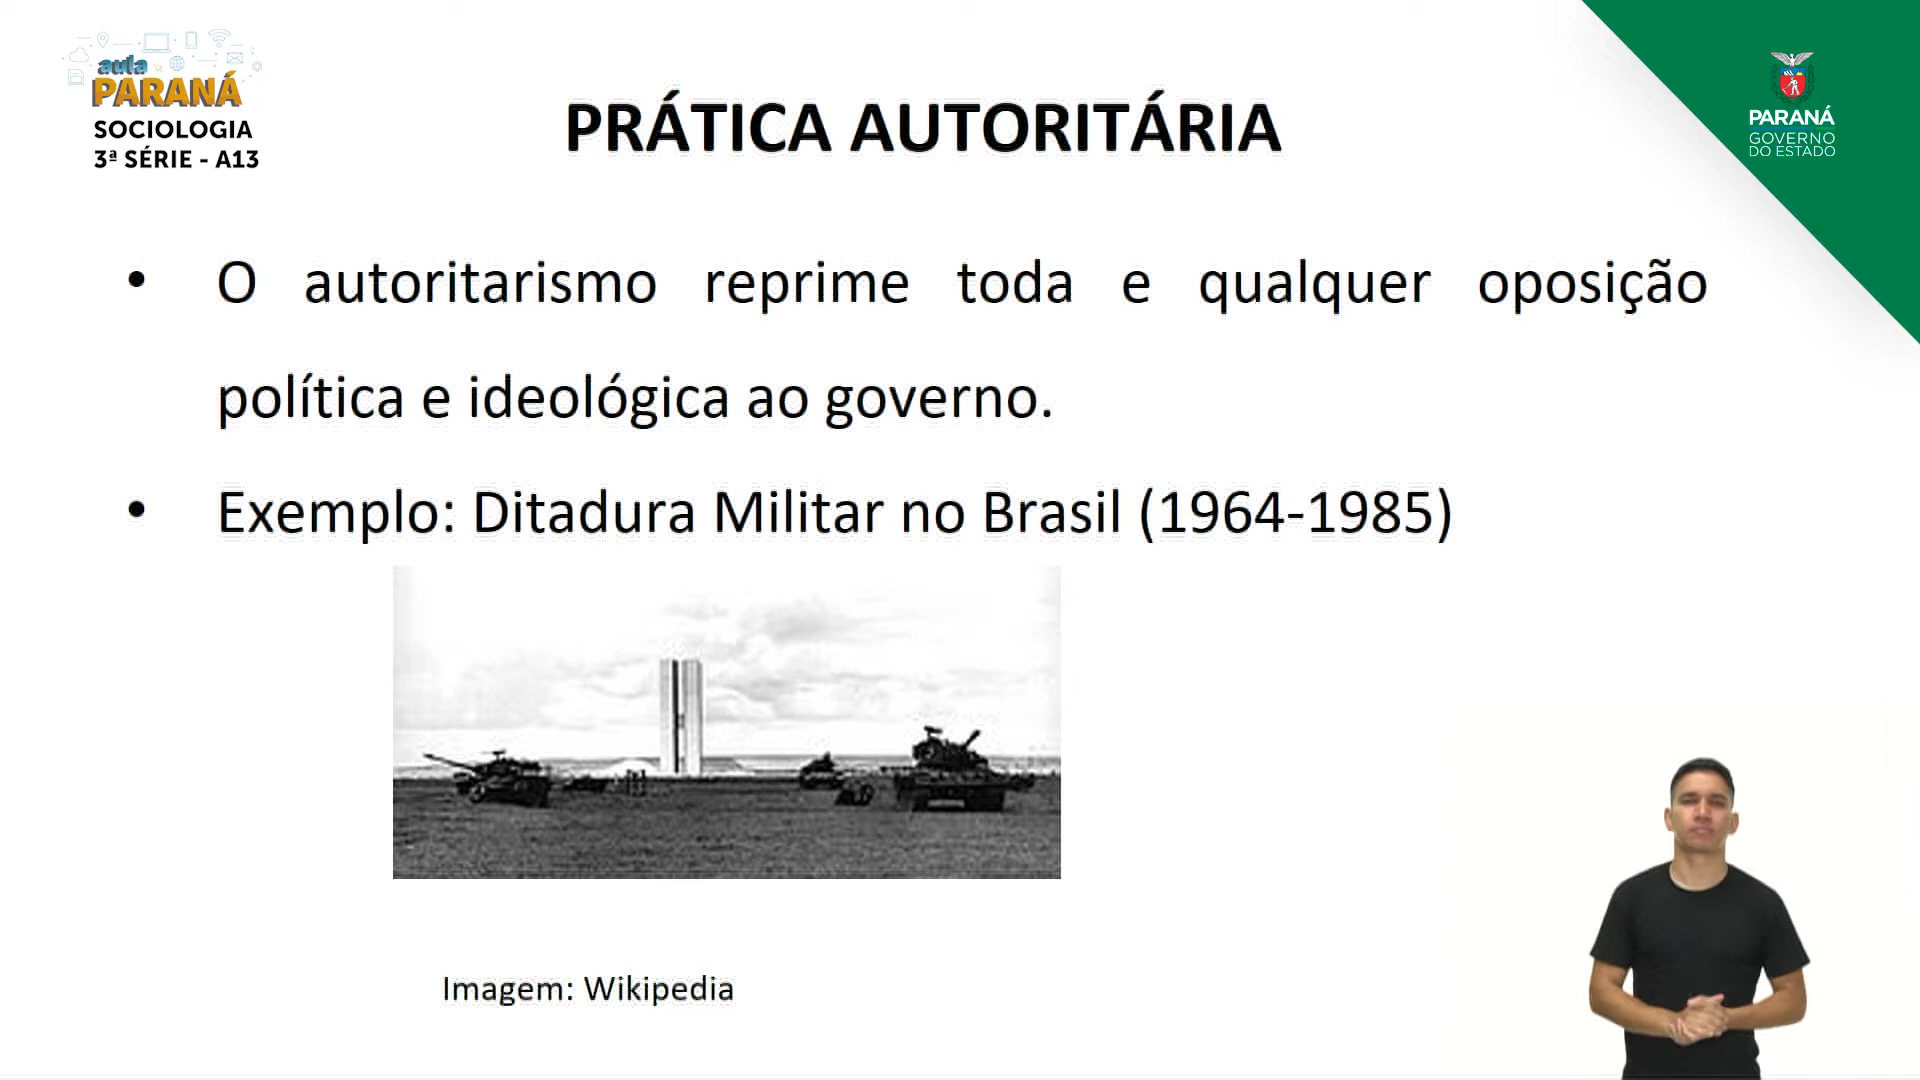 aula
PARANÁ
SOCIOLOGIA
3ª SÉRIE - A13
PRÁTICA AUTORITÁRIA
PARANÁ
GOVERNO
DO ESTADO
• O autoritarismo reprime toda e qualquer oposição
política e ideológica ao governo.
• Exemplo: Ditadura Militar no Brasil (1964-1985)
Imagem: Wikipedia